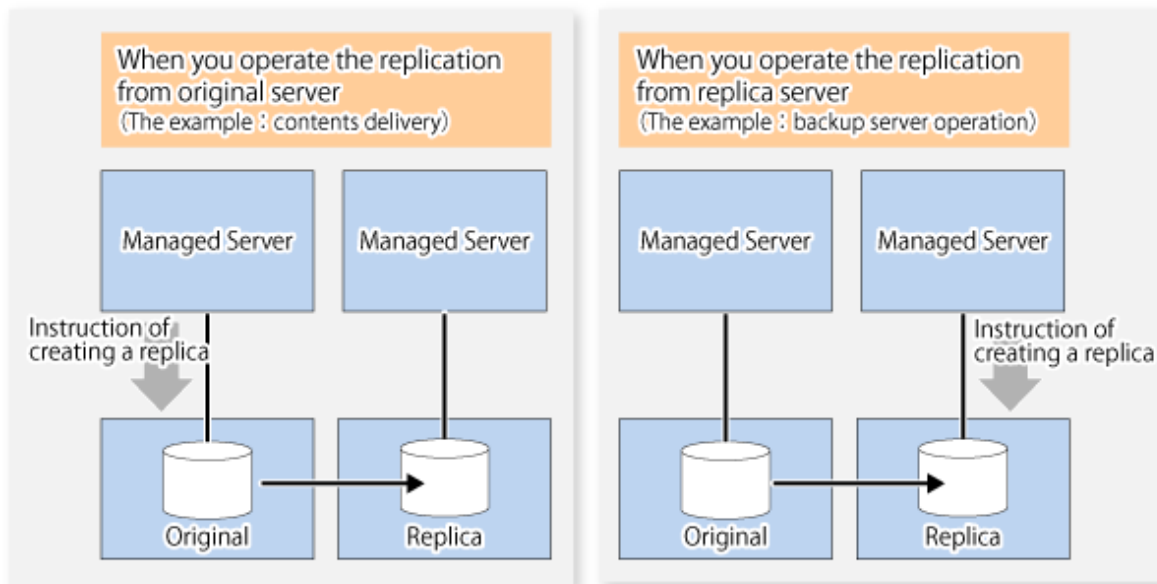 When you operate the replication
from original server
(The example：contents delivery)
Managed Server
Managed Server
Instruction of
creating a replica
Original
Replica
When you operate the replication
from replica server
(The example：backup server operation)
Managed Server
Managed Server
Instruction of
creating a replica
Original
Replica